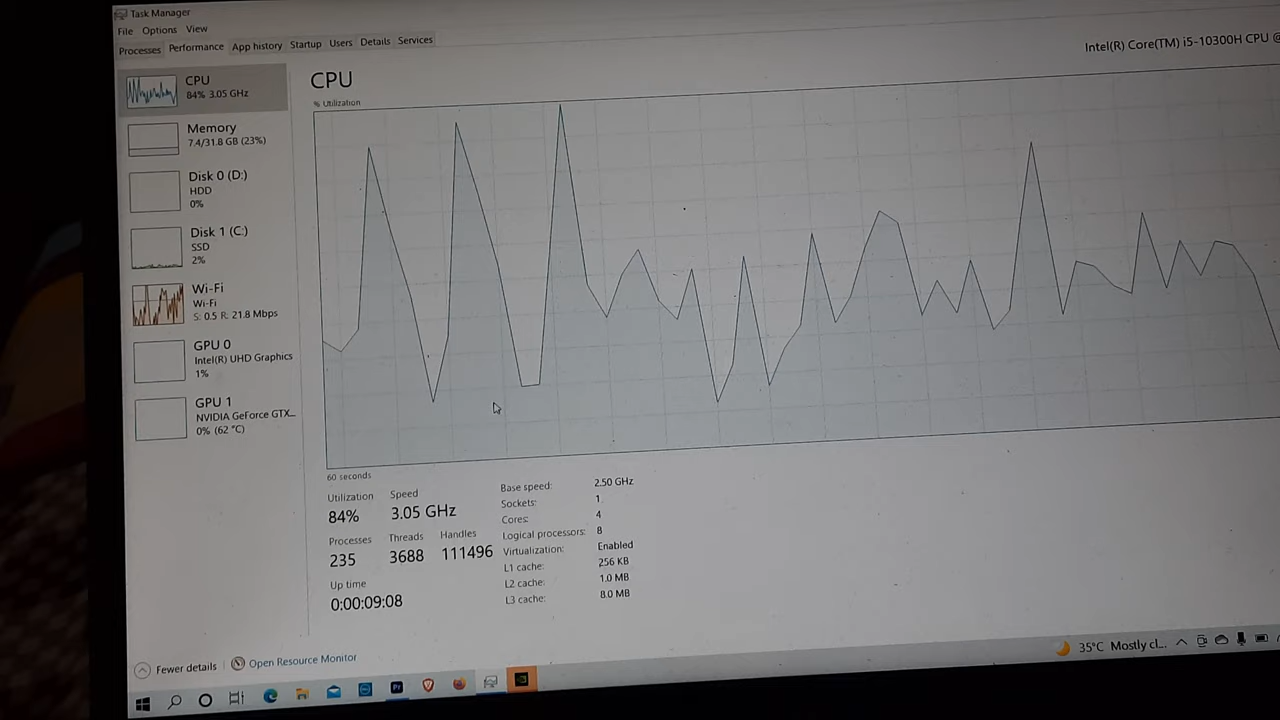 Task Manager
File Options View
Processes Performance App history Startup Users Details Services
CPU
84% 3.05 GHz
Memory
7.4/31.8 GB (23%)
Disk 0 (D:)
HDD
0%
Disk 1 (C:)
SSD
2%
Wi-Fi
Wi-Fi
S: 0.5 R: 21.8 Mbps
GPU 0
Intel(R) UHD Graphics
1%
GPU 1
NVIDIA GeForce GTX...
0% (62 °C)
CPU
Intel(R) Core(TM) i5-10300H CPU @
% Utilization
60 seconds
Utilization Speed
84% 3.05 GHz
Processes Threads Handles
235 3688 111496
Up time
0:00:09:08
Base speed: 2.50 GHz
Sockets: 1
Cores: 4
Logical processors: 8
Virtualization: Enabled
L1 cache: 256 KB
L2 cache: 1.0 MB
L3 cache: 8.0 MB
Fewer details Open Resource Monitor
Pr
35°C Mostly cl...